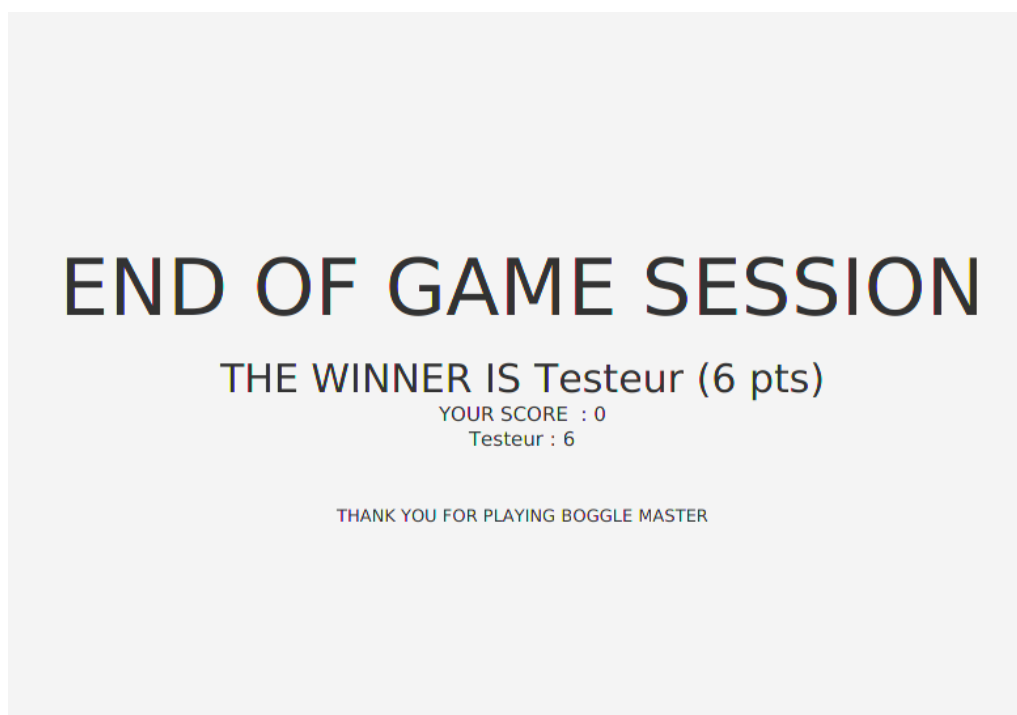 END OF GAME SESSION
THE WINNER IS Testeur (6 pts)
YOUR SCORE  : 0
Testeur : 6
THANK YOU FOR PLAYING BOGGLE MASTER